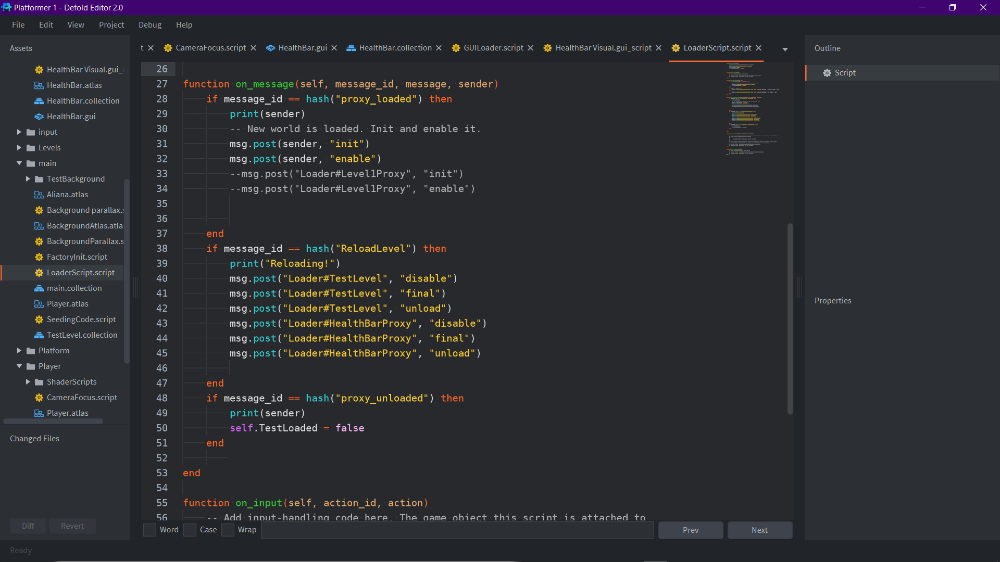 Platformer 1 - Defold Editor 2.0
File Edit View Project Debug Help
Assets
HealthBar Visual.gui_
HealthBar.atlas
HealthBar.collection
HealthBar.gui
input
Levels
main
TestBackground
Aliana.atlas
Background parallax.s
BackgroundAtlas.atla
BackgroundParallax.s
FactoryInit.script
LoaderScript.script
main.collection
Player.atlas
SeedingCode.script
TestLevel.collection
Platform
Player
ShaderScripts
CameraFocus.script
Player.atlas
Changed Files
Diff Revert
Ready
t CameraFocus.script HealthBar.gui HealthBar.collection GUILoader.script HealthBar Visual.gui_script LoaderScript.script
26
27 function on_message(self, message_id, message, sender)
28 if message_id == hash("proxy_loaded") then
29 print(sender)
30 -- New world is loaded. Init and enable it.
31 msg.post(sender, "init")
32 msg.post(sender, "enable")
33 --msg.post("Loader#Level1Proxy", "init")
34 --msg.post("Loader#Level1Proxy", "enable")
35
36
37 end
38 if message_id == hash("ReloadLevel") then
39 print("Reloading!")
40 msg.post("Loader#TestLevel", "disable")
41 msg.post("Loader#TestLevel", "final")
42 msg.post("Loader#TestLevel", "unload")
43 msg.post("Loader#HealthBarProxy", "disable")
44 msg.post("Loader#HealthBarProxy", "final")
45 msg.post("Loader#HealthBarProxy", "unload")
46
47 end
48 if message_id == hash("proxy_unloaded") then
49 print(sender)
50 self.TestLoaded = false
51 end
52
53 end
54
55 function on_input(self, action_id, action)
56 -- Add input-handling code here. The game object this script is attached to
Word Case Wrap Prev Next
Outline
Script
Properties